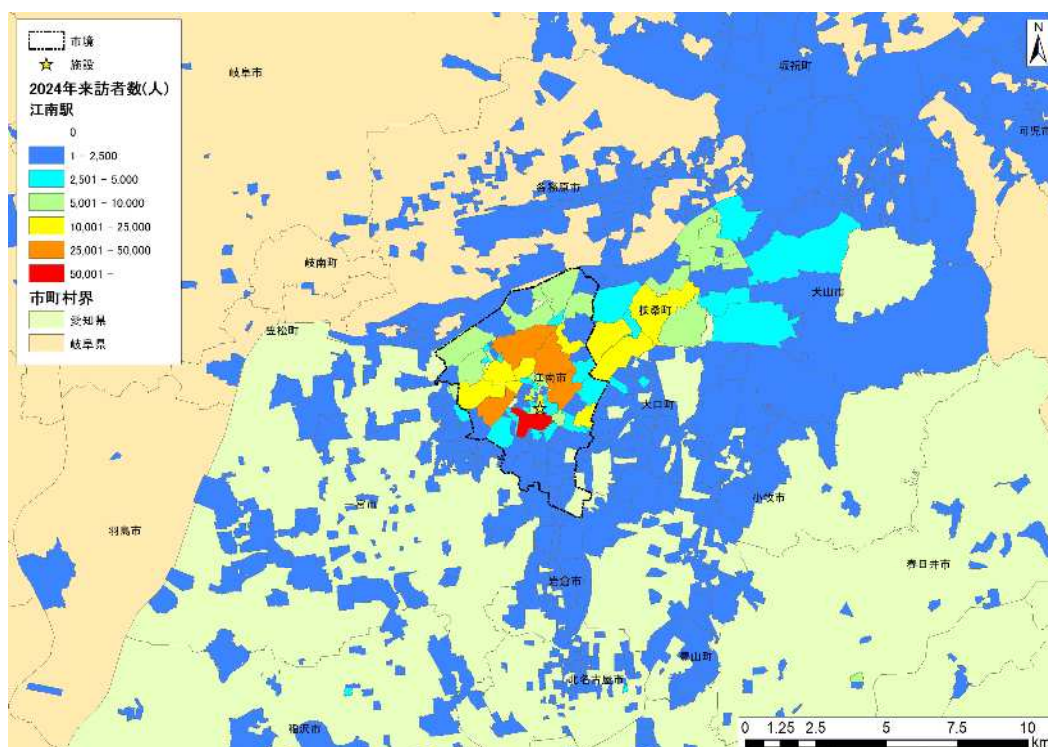 市境
施設
2024年来訪者数(人)
江南駅
0
1 - 2,500
2,501 - 5,000
5,001 - 10,000
10,001 - 25,000
25,001 - 50,000
50,001 -
市町村界
愛知県
岐阜県
N
岐阜市
坂祝町
可児市
各務原市
岐南町
笠松町
犬山市
扶桑町
江南市
大口町
一宮市
小牧市
羽島市
春日井市
岩倉市
豊山町
北名古屋市
稲沢市
0 1.25 2.5 5 7.5 10
km